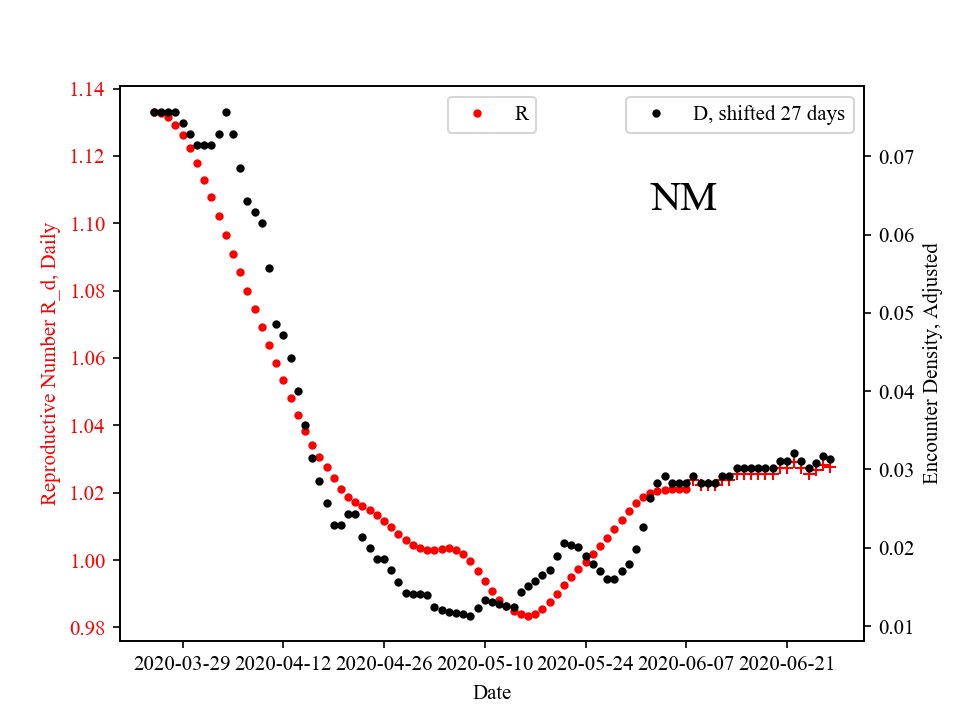 R
D, shifted 27 days
NM
Reproductive Number R_d, Daily
1.14
1.12
1.10
1.08
1.06
1.04
1.02
1.00
0.98
0.07
0.06
0.05
0.04
0.03
0.02
0.01
Encounter Density, Adjusted
2020-03-29 2020-04-12 2020-04-26 2020-05-10 2020-05-24 2020-06-07 2020-06-21
Date